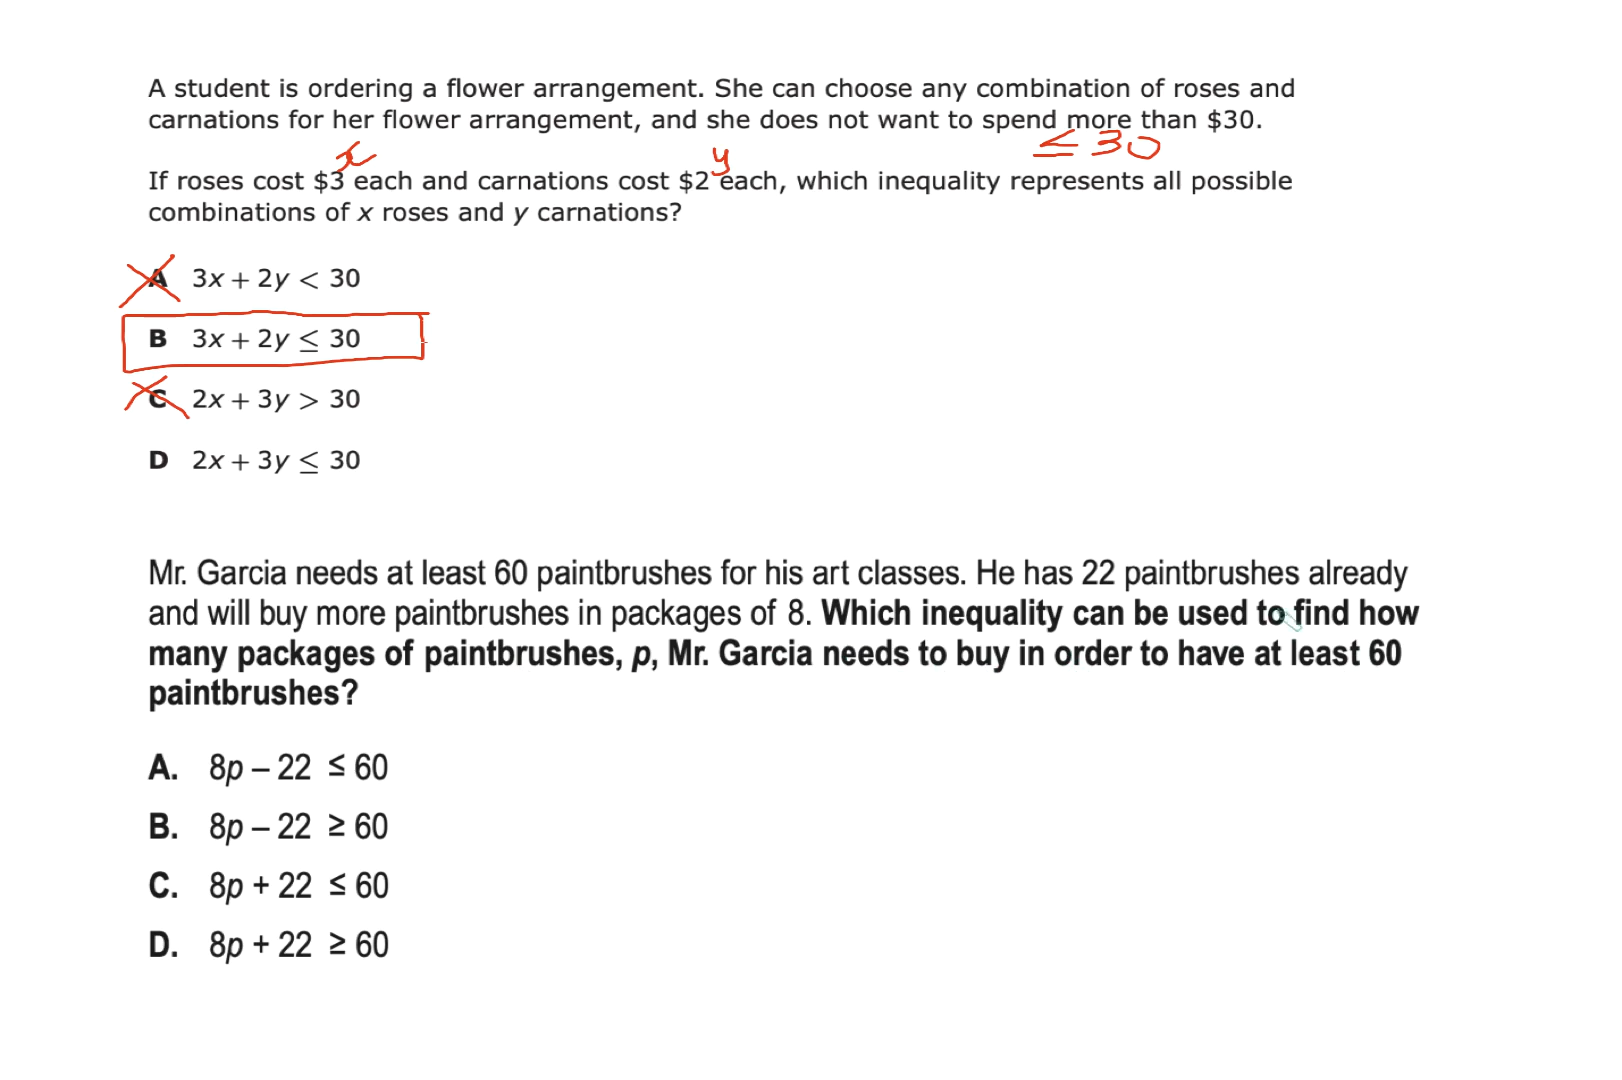 A student is ordering a flower arrangement. She can choose any combination of roses and
carnations for her flower arrangement, and she does not want to spend more than $30.
≤ 30
x y
If roses cost $3 each and carnations cost $2 each, which inequality represents all possible
combinations of x roses and y carnations?
A 3x + 2y < 30
B 3x + 2y ≤ 30
C 2x + 3y > 30
D 2x + 3y ≤ 30
Mr. Garcia needs at least 60 paintbrushes for his art classes. He has 22 paintbrushes already
and will buy more paintbrushes in packages of 8. Which inequality can be used to find how
many packages of paintbrushes, p, Mr. Garcia needs to buy in order to have at least 60
paintbrushes?
A. 8p – 22 ≤ 60
B. 8p – 22 ≥ 60
C. 8p + 22 ≤ 60
D. 8p + 22 ≥ 60